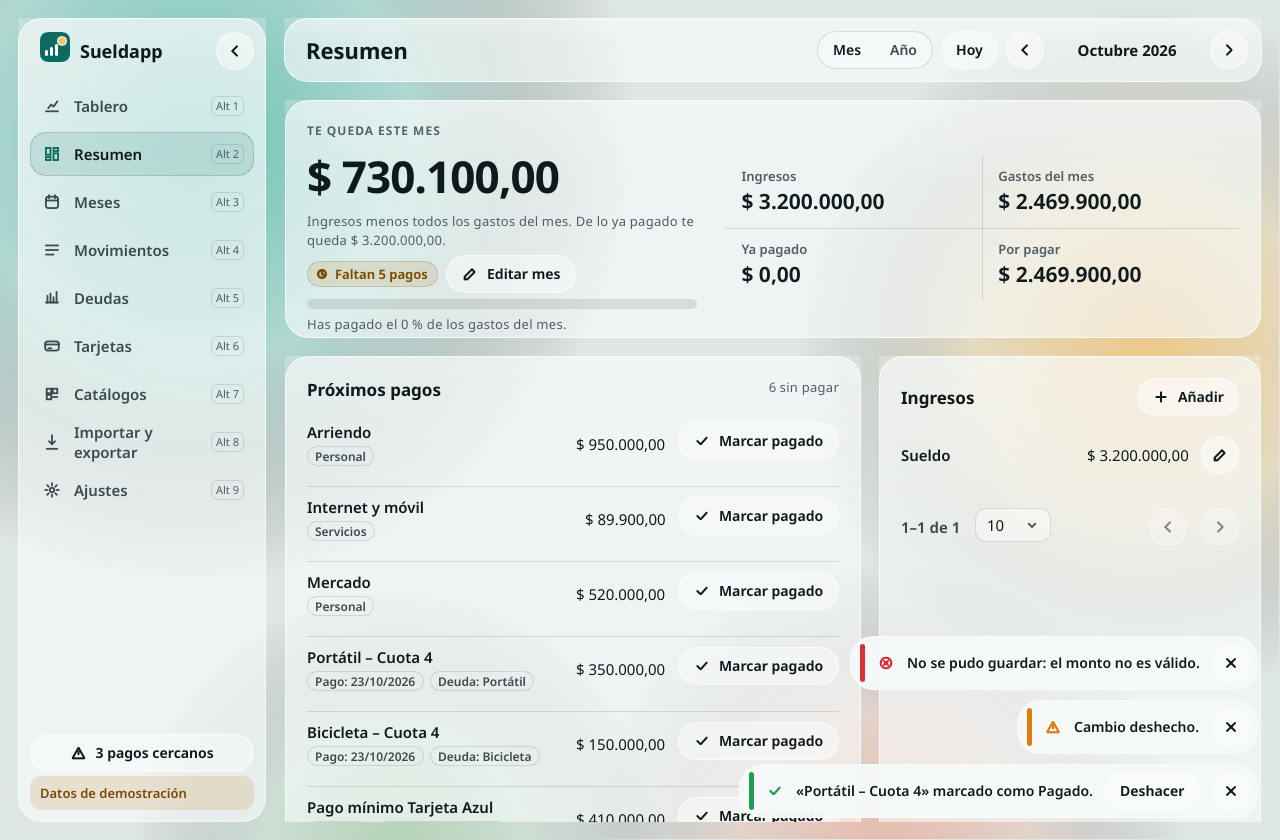 Sueldapp
Tablero Alt 1
Resumen Alt 2
Meses Alt 3
Movimientos Alt 4
Deudas Alt 5
Tarjetas Alt 6
Catálogos Alt 7
Importar y
exportar Alt 8
Ajustes Alt 9
3 pagos cercanos
Datos de demostración
Resumen
Mes Año Hoy Octubre 2026
TE QUEDA ESTE MES
$ 730.100,00
Ingresos menos todos los gastos del mes. De lo ya pagado te
queda $ 3.200.000,00.
Faltan 5 pagos Editar mes
Has pagado el 0 % de los gastos del mes.
Ingresos
$ 3.200.000,00
Gastos del mes
$ 2.469.900,00
Ya pagado
$ 0,00
Por pagar
$ 2.469.900,00
Próximos pagos 6 sin pagar
Arriendo
Personal
$ 950.000,00 Marcar pagado
Internet y móvil
Servicios
$ 89.900,00 Marcar pagado
Mercado
Personal
$ 520.000,00 Marcar pagado
Portátil – Cuota 4
Pago: 23/10/2026 Deuda: Portátil
$ 350.000,00 Marcar pagado
Bicicleta – Cuota 4
Pago: 23/10/2026 Deuda: Bicicleta
$ 150.000,00 Marcar pagado
Pago mínimo Tarjeta Azul
$ 410.000,00 Marcar pagado
Ingresos Añadir
Sueldo $ 3.200.000,00
1–1 de 1 10
No se pudo guardar: el monto no es válido.
Cambio deshecho.
«Portátil – Cuota 4» marcado como Pagado. Deshacer